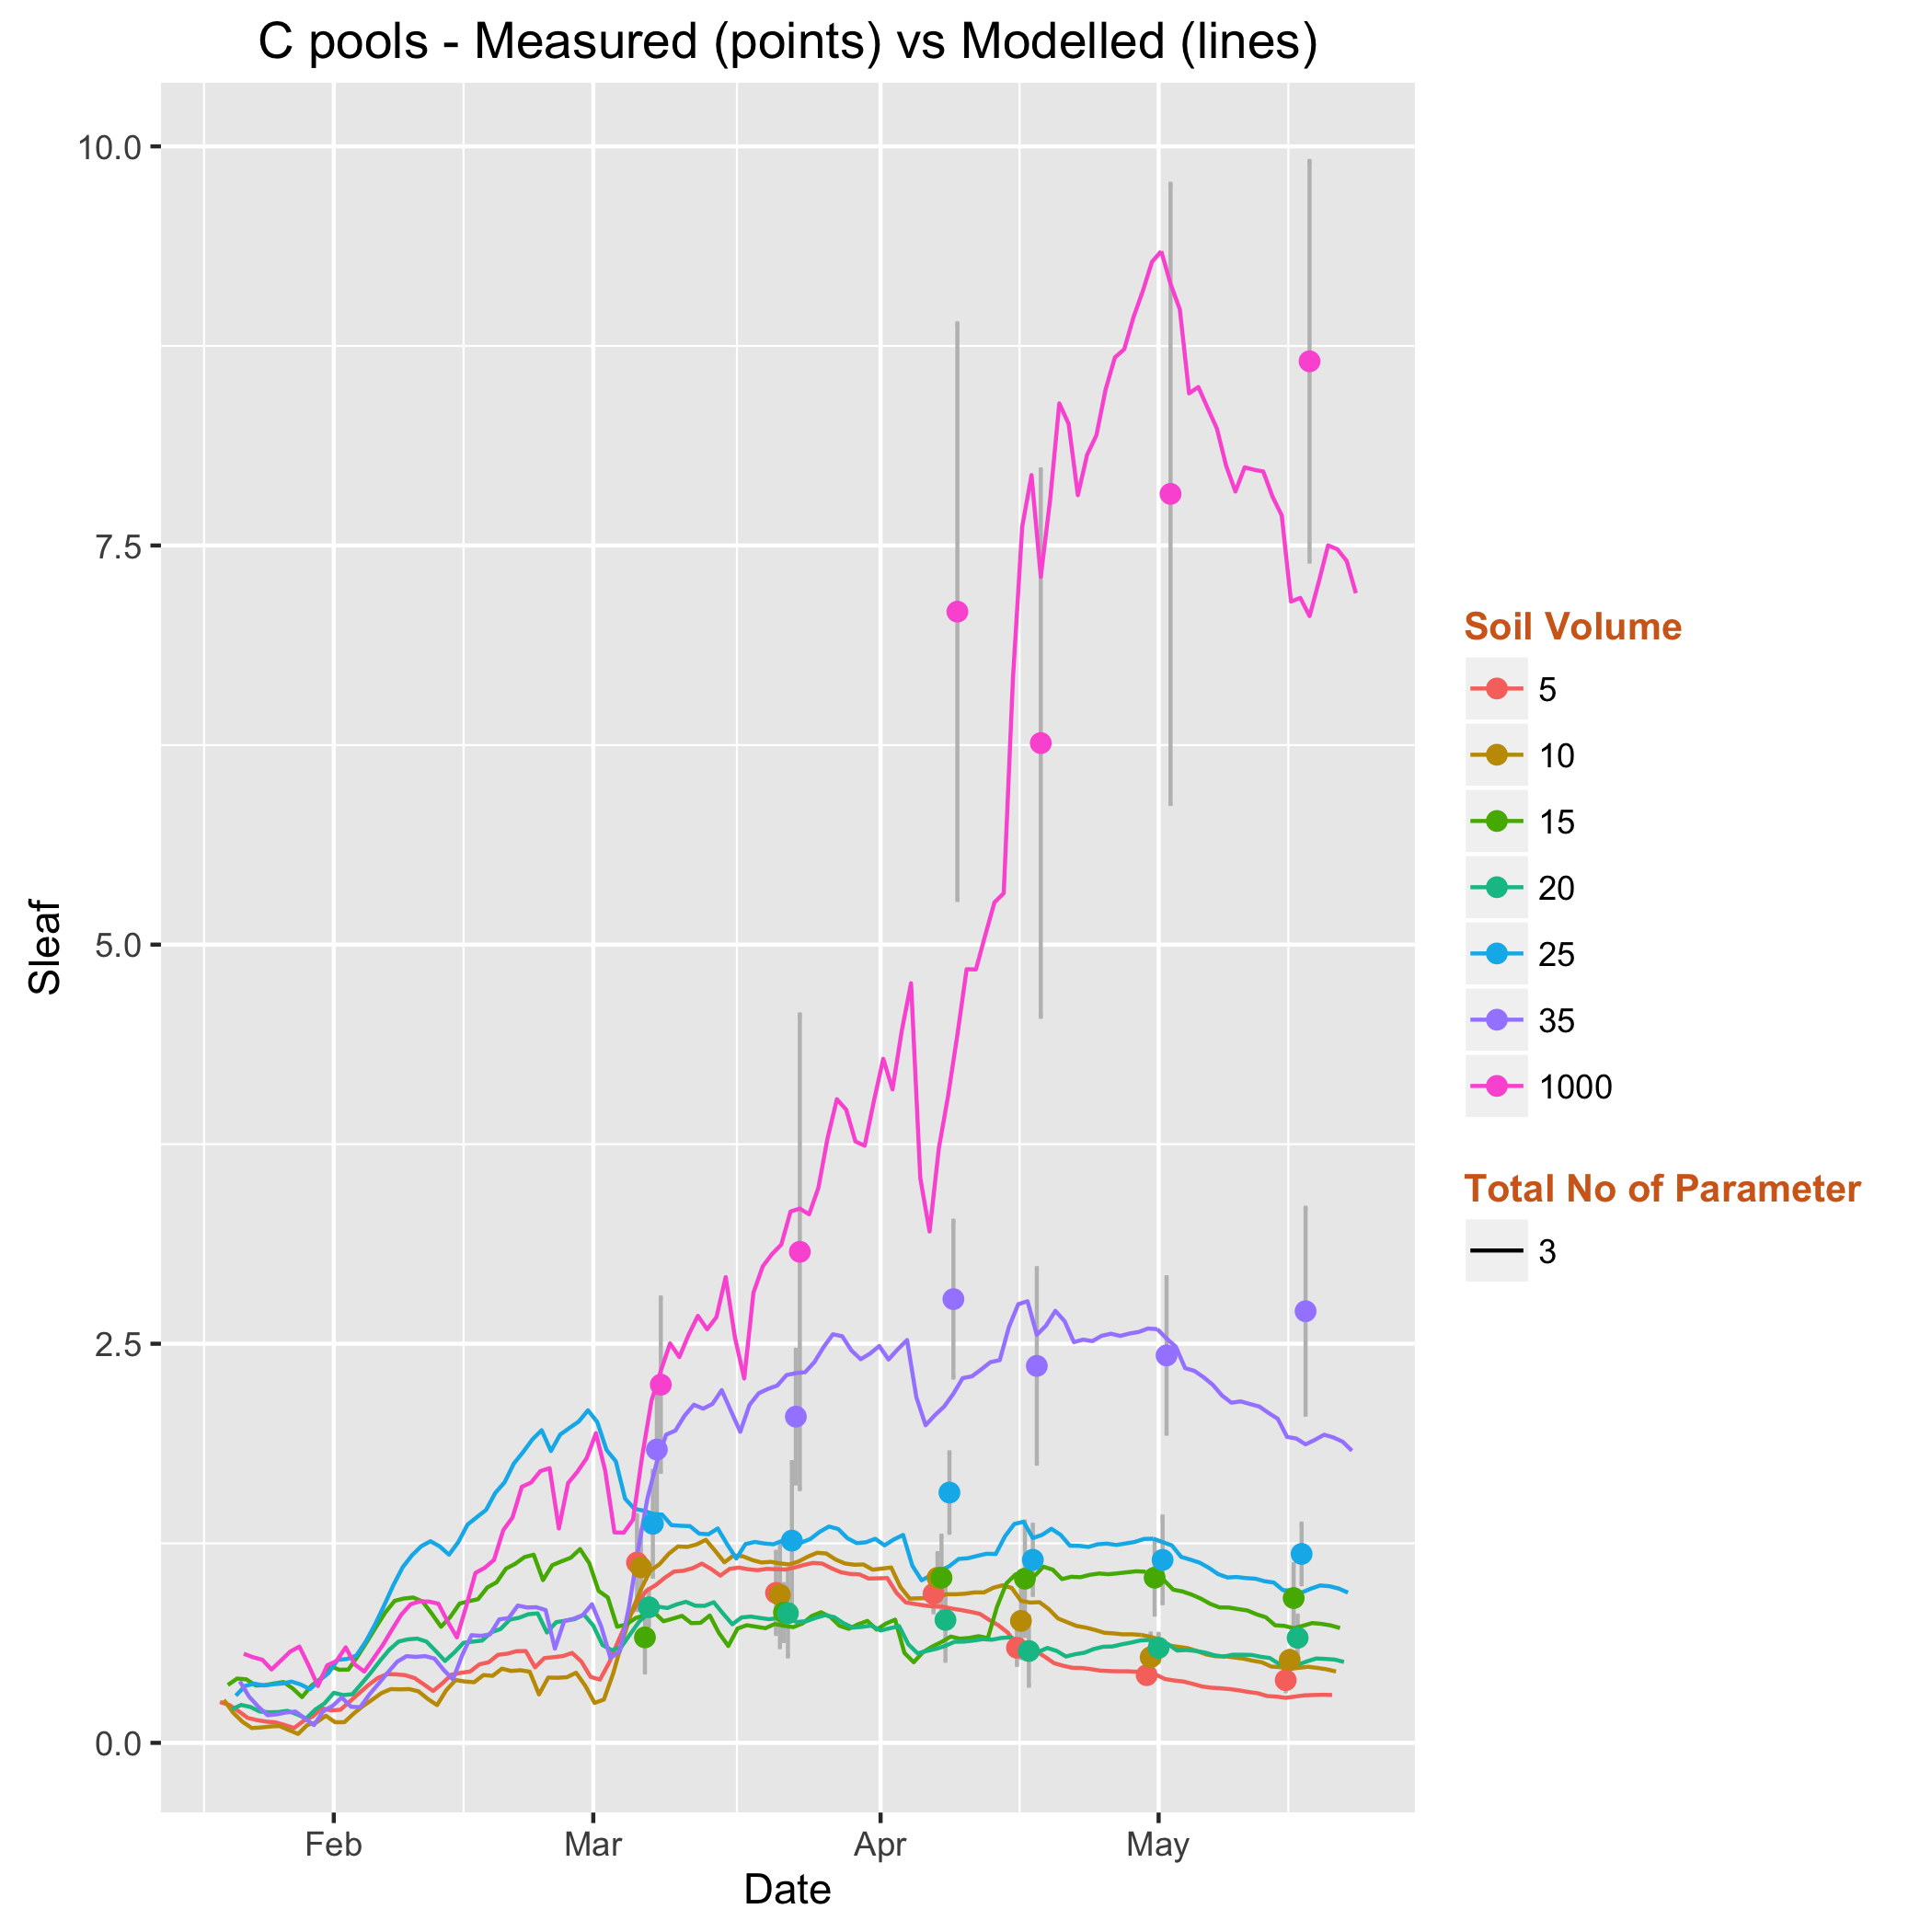 C pools - Measured (points) vs Modelled (lines)
10.0
7.5
5.0
2.5
0.0
Sleaf
Feb Mar Apr May
Date
Soil Volume
5
10
15
20
25
35
1000
Total No of Parameter
3